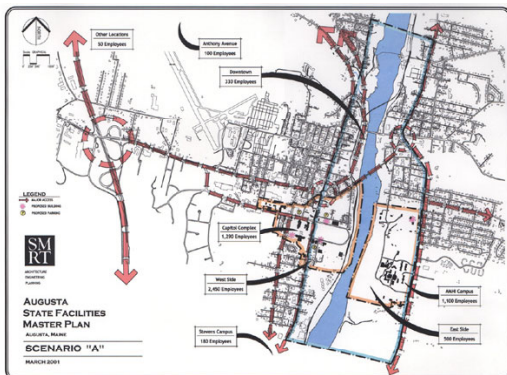 Other Locations
50 Employees
Anthony Avenue
100 Employees
Downtown
330 Employees
LEGEND
MAJOR ACCESS
PROPOSED BUILDING
PROPOSED PARKING
Capitol Complex
1,200 Employees
SMRT
ARCHITECTURE
ENGINEERING
PLANNING
West Side
2,450 Employees
AMHI Campus
1,100 Employees
AUGUSTA
STATE FACILITIES
MASTER PLAN
AUGUSTA, MAINE
Stevens Campus
180 Employees
East Side
500 Employees
SCENARIO "A"
MARCH 2001